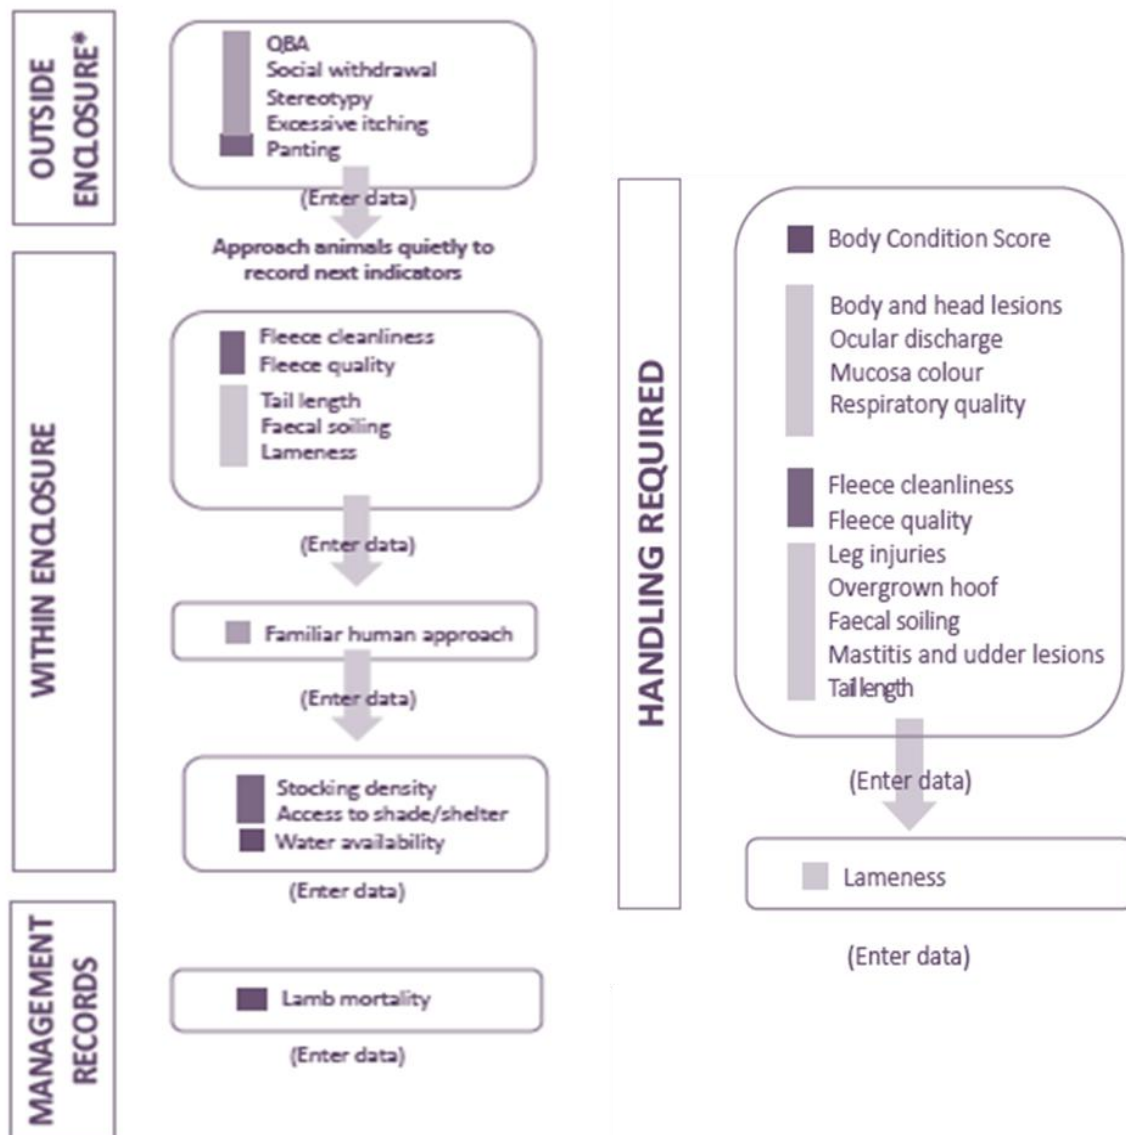 OUTSIDE
ENCLOSURE*
QBA
Social withdrawal
Stereotypy
Excessive itching
Panting
(Enter data)
Approach animals quietly to
record next indicators
WITHIN ENCLOSURE
Fleece cleanliness
Fleece quality
Tail length
Faecal soiling
Lameness
(Enter data)
Familiar human approach
(Enter data)
Stocking density
Access to shade/shelter
Water availability
(Enter data)
MANAGEMENT
RECORDS
Lamb mortality
(Enter data)
HANDLING REQUIRED
Body Condition Score
Body and head lesions
Ocular discharge
Mucosa colour
Respiratory quality
Fleece cleanliness
Fleece quality
Leg injuries
Overgrown hoof
Faecal soiling
Mastitis and udder lesions
Tail length
(Enter data)
Lameness
(Enter data)